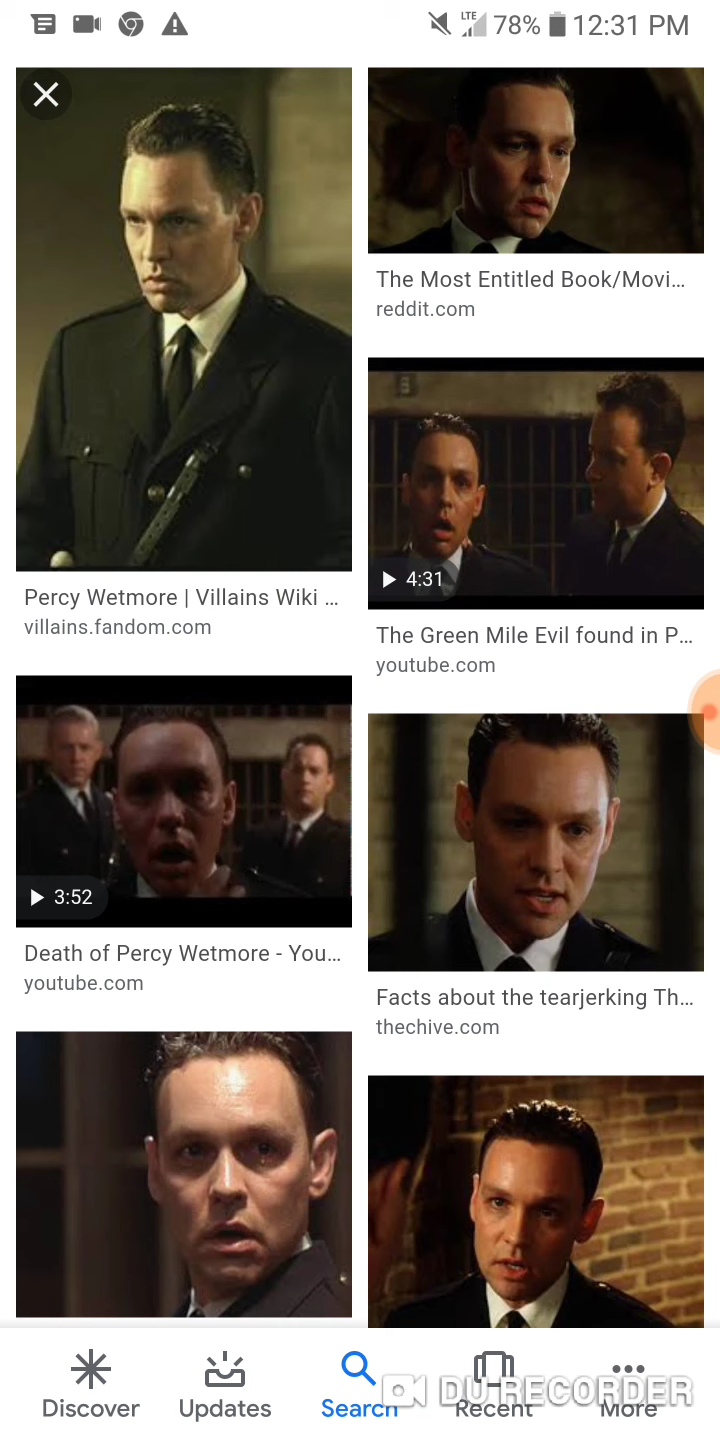 LTE 78% 12:31 PM
Percy Wetmore | Villains Wiki ...
villains.fandom.com
The Most Entitled Book/Movi...
reddit.com
4:31
The Green Mile Evil found in P...
youtube.com
3:52
Death of Percy Wetmore - You...
youtube.com
Facts about the tearjerking Th...
thechive.com
Discover Updates Search Recent More
DU RECORDER